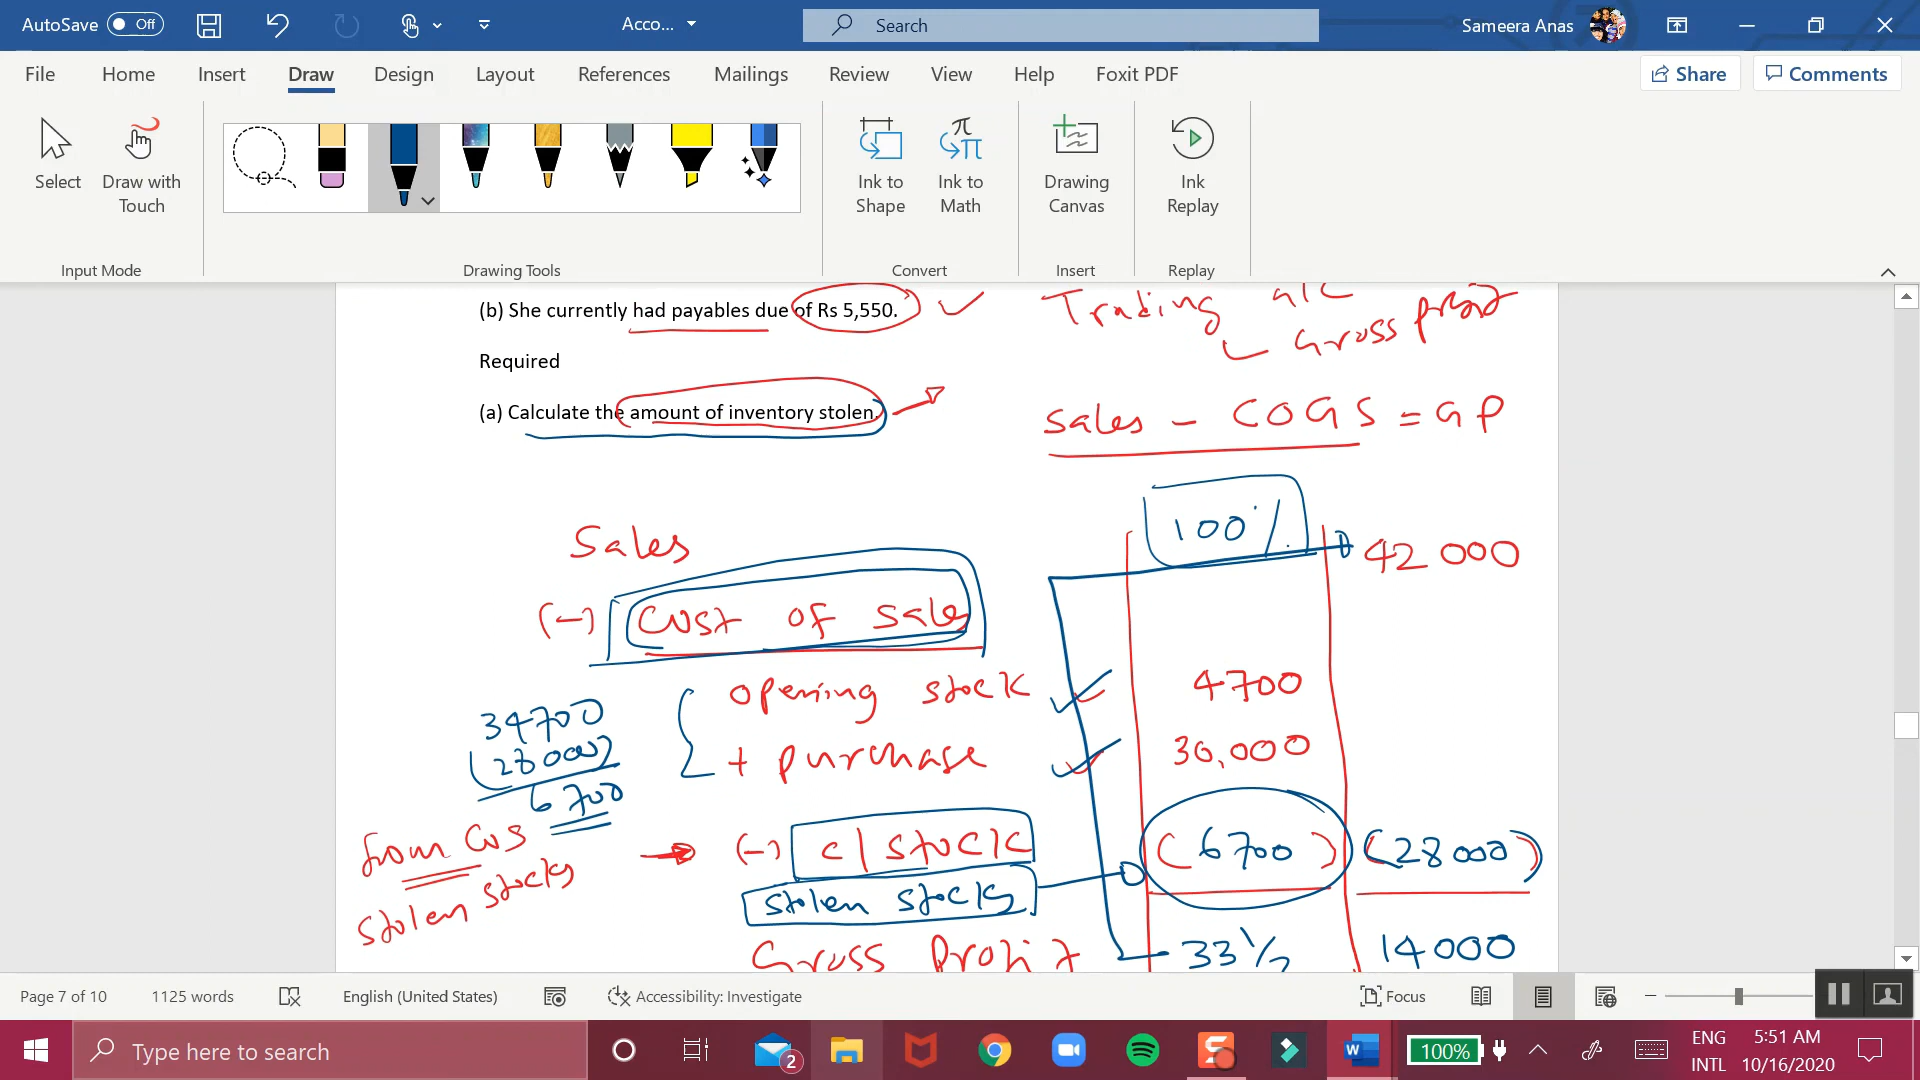 AutoSave Off Acco... Search Sameera Anas
File Home Insert Draw Design Layout References Mailings Review View Help Foxit PDF Share Comments
Select Draw with Touch Ink to Shape Ink to Math Drawing Canvas Ink Replay
Input Mode Drawing Tools Convert Insert Replay
(b) She currently had payables due of Rs 5,550.
Trading a/c
Gross profit
Required
(a) Calculate the amount of inventory stolen.
Sales - COGS = GP
100%
Sales 42 000
(-) Cost of sales
opening stock 4700
+ purchase 30,000
34700
(28000)
6700
(-) cl stock (6700) (28000)
stolen stocks
from COS
stolen stocks
Gross Profit 33⅓ 14000
Page 7 of 10 1125 words English (United States) Accessibility: Investigate Focus
Type here to search 2 100% ENG INTL 5:51 AM 10/16/2020